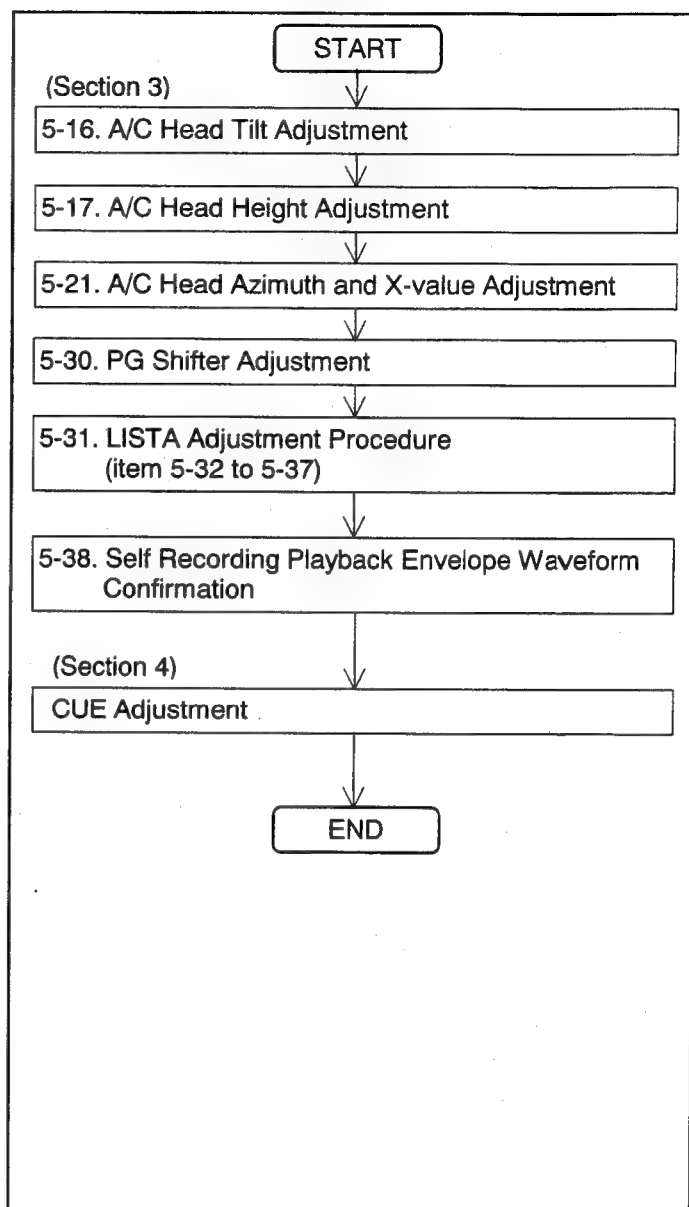 START
(Section 3)
5-16. A/C Head Tilt Adjustment
5-17. A/C Head Height Adjustment
5-21. A/C Head Azimuth and X-value Adjustment
5-30. PG Shifter Adjustment
5-31. LISTA Adjustment Procedure
(item 5-32 to 5-37)
5-38. Self Recording Playback Envelope Waveform
Confirmation
(Section 4)
CUE Adjustment
END